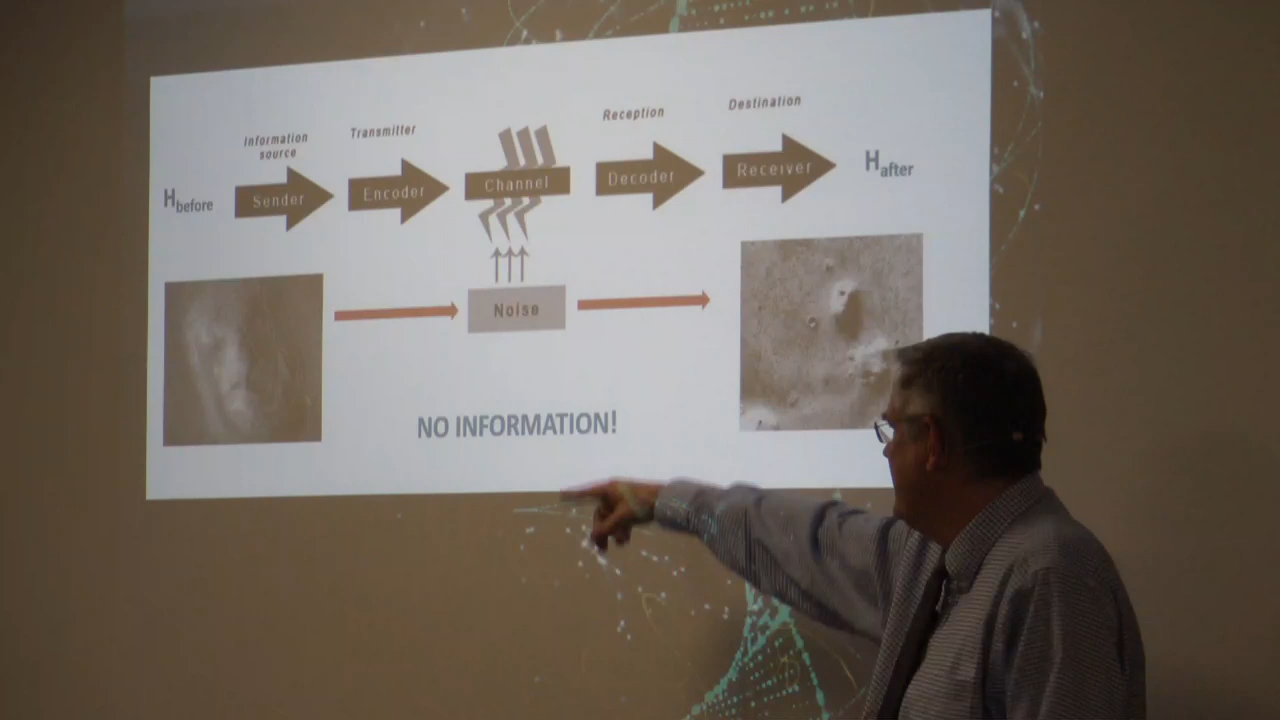 Information
source
Transmitter
Reception
Destination
H before
Sender
Encoder
Channel
Decoder
Receiver
H after
Noise
NO INFORMATION!